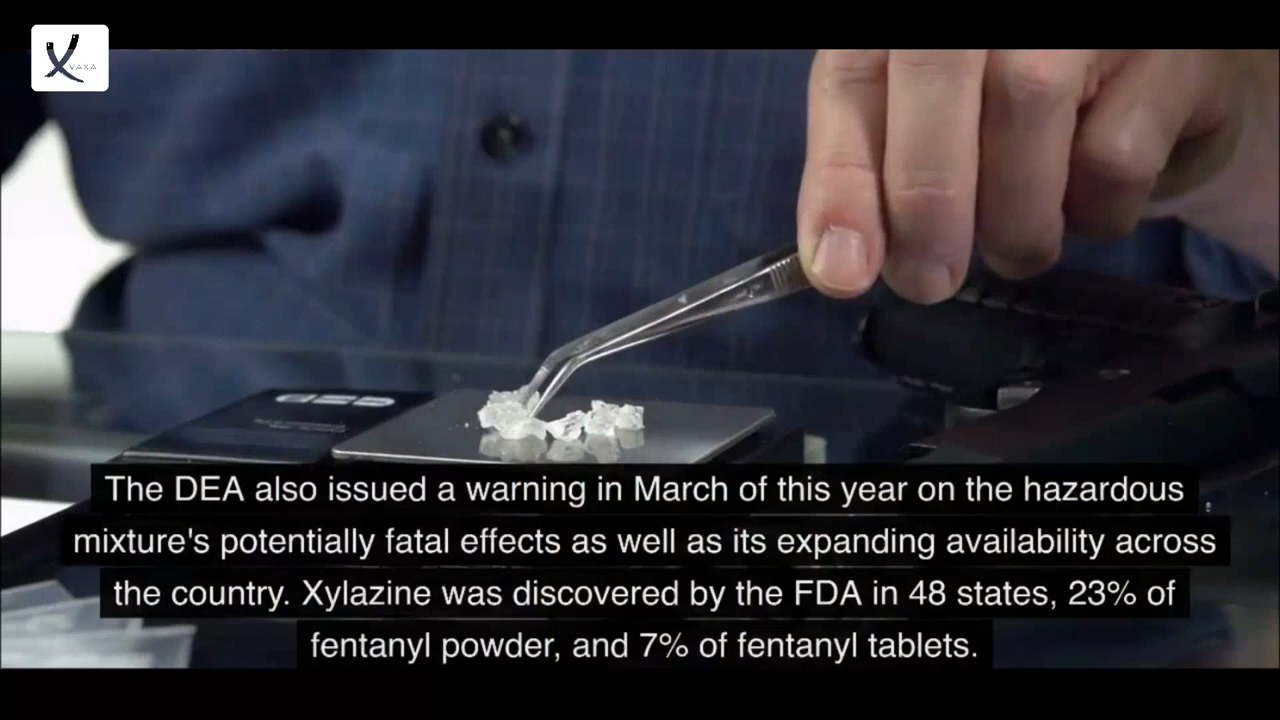 VAXA
The DEA also issued a warning in March of this year on the hazardous
mixture's potentially fatal effects as well as its expanding availability across
the country. Xylazine was discovered by the FDA in 48 states, 23% of
fentanyl powder, and 7% of fentanyl tablets.